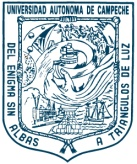 UNIVERSIDAD AUTONOMA DE CAMPECHE
DEL ENIGMA SIN ALBAS
A TRIANGULOS DE LUZ